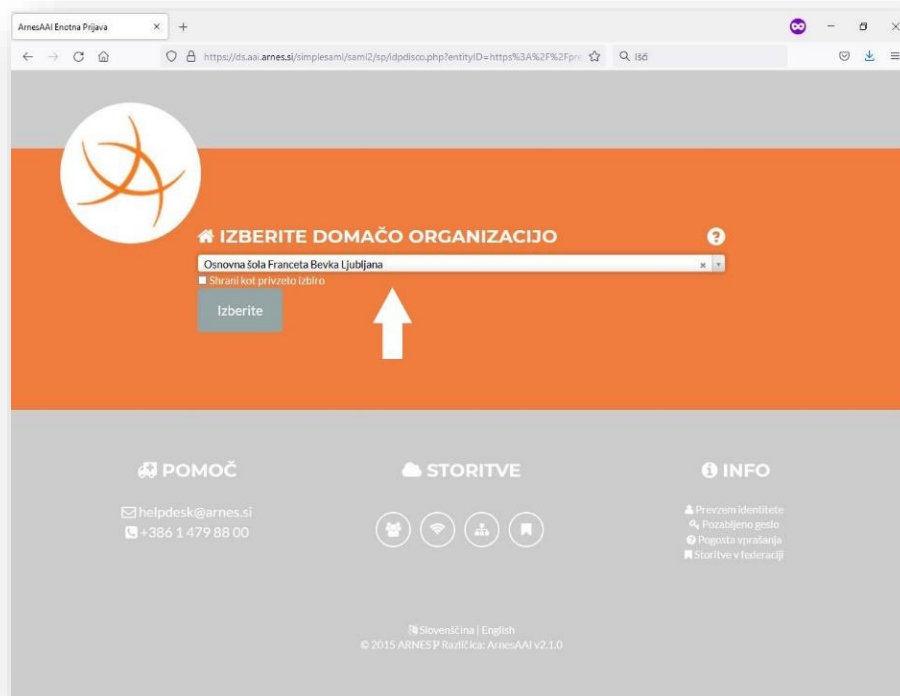 ArnesAAI Enotna Prijava
https://ds.aai.arnes.si/simplesaml/saml2/sp/idpdisco.php?entityID=https%3A%2F%2Fpro
Išči
IZBERITE DOMAČO ORGANIZACIJO
Osnovna šola Franceta Bevka Ljubljana
Shrani kot privzeto izbiro
Izberite
POMOČ
helpdesk@arnes.si
+386 1 479 88 00
STORITVE
INFO
Prevzem identitete
Pozabljeno geslo
Pogosta vprašanja
Storitve v federaciji
Slovenščina | English
© 2015 ARNES Različica: ArnesAAI v2.1.0